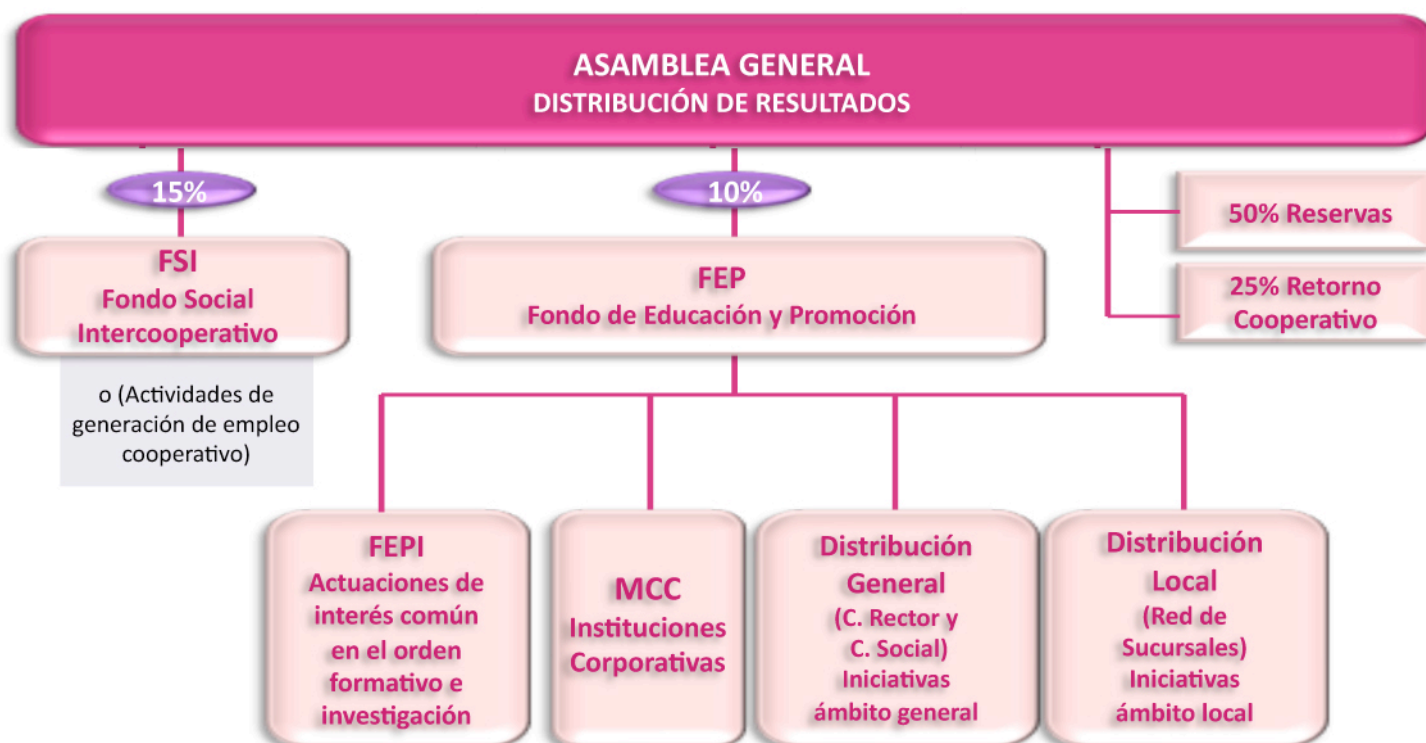 ASAMBLEA GENERAL
DISTRIBUCIÓN DE RESULTADOS
15%
10%
50% Reservas
25% Retorno
Cooperativo
FSI
Fondo Social
Intercooperativo
FEP
Fondo de Educación y Promoción
o (Actividades de
generación de empleo
cooperativo)
FEPI
Actuaciones de
interés común
en el orden
formativo e
investigación
MCC
Instituciones
Corporativas
Distribución
General
(C. Rector y
C. Social)
Iniciativas
ámbito general
Distribución
Local
(Red de
Sucursales)
Iniciativas
ámbito local